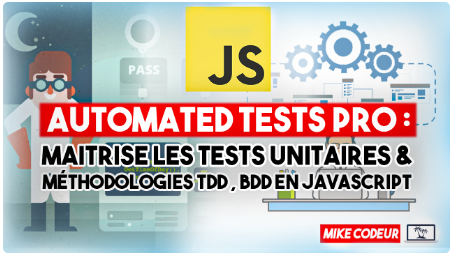 JS
PASS
AUTOMATED TESTS PRO :
MAITRISE LES TESTS UNITAIRES &
MÉTHODOLOGIES TDD , BDD EN JAVASCRIPT
MIKE CODEUR